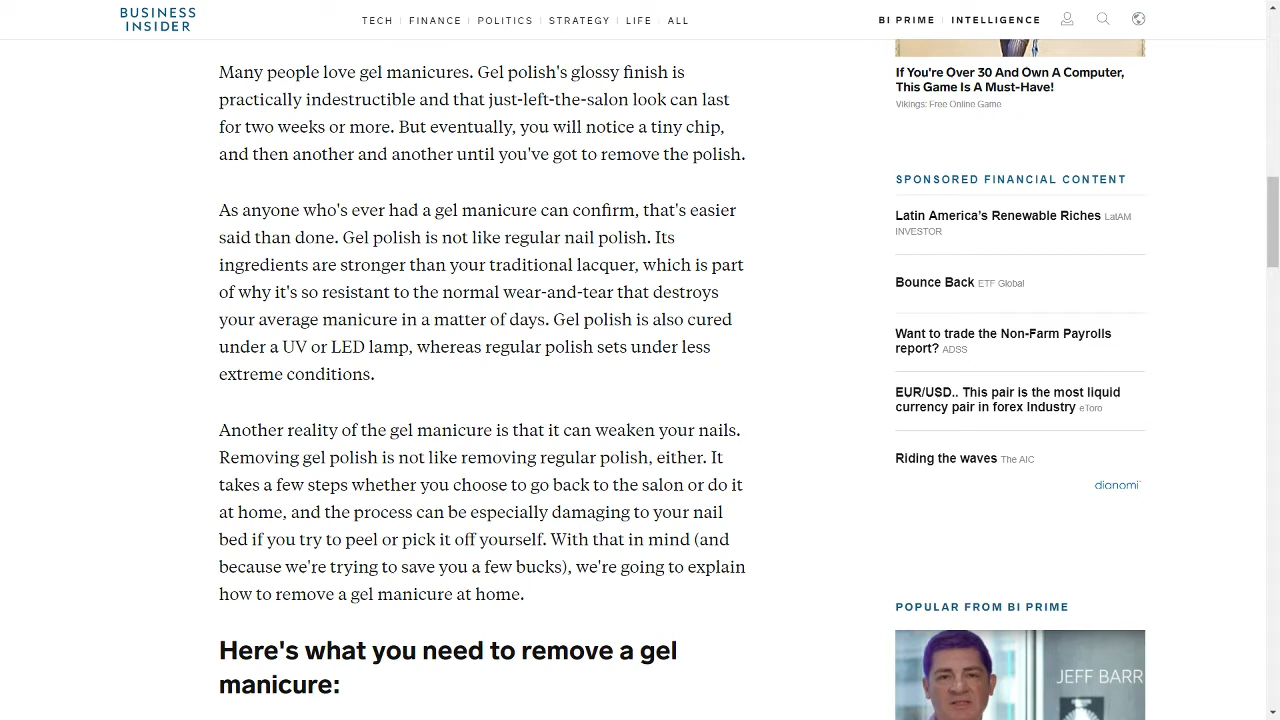 BUSINESS
INSIDER
TECH
FINANCE
POLITICS
STRATEGY
LIFE
ALL
BI PRIME
INTELLIGENCE
Many people love gel manicures. Gel polish's glossy finish is
practically indestructible and that just-left-the-salon look can last
for two weeks or more. But eventually, you will notice a tiny chip,
and then another and another until you've got to remove the polish.
As anyone who's ever had a gel manicure can confirm, that's easier
said than done. Gel polish is not like regular nail polish. Its
ingredients are stronger than your traditional lacquer, which is part
of why it's so resistant to the normal wear-and-tear that destroys
your average manicure in a matter of days. Gel polish is also cured
under a UV or LED lamp, whereas regular polish sets under less
extreme conditions.
Another reality of the gel manicure is that it can weaken your nails.
Removing gel polish is not like removing regular polish, either. It
takes a few steps whether you choose to go back to the salon or do it
at home, and the process can be especially damaging to your nail
bed if you try to peel or pick it off yourself. With that in mind (and
because we're trying to save you a few bucks), we're going to explain
how to remove a gel manicure at home.
Here's what you need to remove a gel
manicure:
If You're Over 30 And Own A Computer,
This Game Is A Must-Have!
Vikings: Free Online Game
SPONSORED FINANCIAL CONTENT
Latin America's Renewable Riches LatAM
INVESTOR
Bounce Back ETF Global
Want to trade the Non-Farm Payrolls
report? ADSS
EUR/USD.. This pair is the most liquid
currency pair in forex Industry eToro
Riding the waves The AIC
dianomi
POPULAR FROM BI PRIME
JEFF BARR